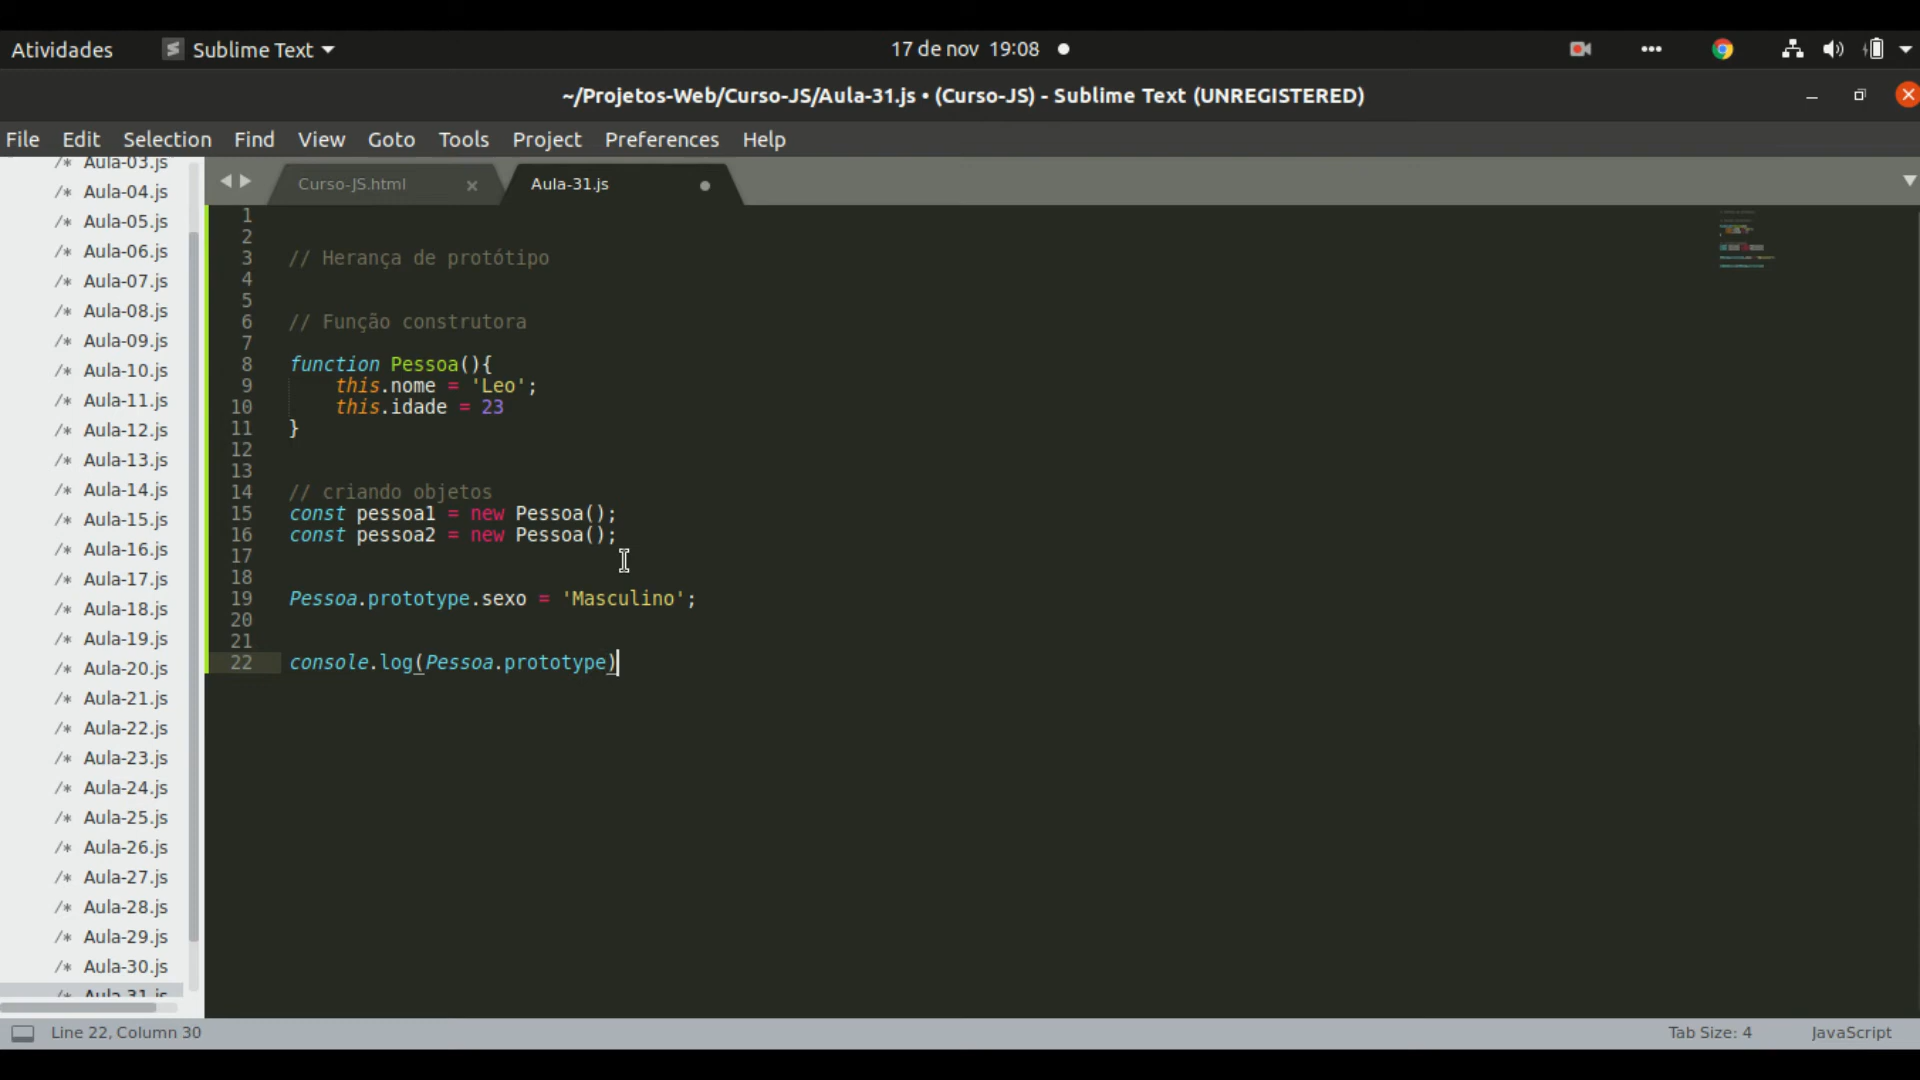 Atividades
Sublime Text
17 de nov 19:08
~/Projetos-Web/Curso-JS/Aula-31.js • (Curso-JS) - Sublime Text (UNREGISTERED)
File Edit Selection Find View Goto Tools Project Preferences Help
Curso-JS.html
Aula-31.js
/* Aula-03.js
/* Aula-04.js
/* Aula-05.js
/* Aula-06.js
/* Aula-07.js
/* Aula-08.js
/* Aula-09.js
/* Aula-10.js
/* Aula-11.js
/* Aula-12.js
/* Aula-13.js
/* Aula-14.js
/* Aula-15.js
/* Aula-16.js
/* Aula-17.js
/* Aula-18.js
/* Aula-19.js
/* Aula-20.js
/* Aula-21.js
/* Aula-22.js
/* Aula-23.js
/* Aula-24.js
/* Aula-25.js
/* Aula-26.js
/* Aula-27.js
/* Aula-28.js
/* Aula-29.js
/* Aula-30.js
/* Aula-31.js
1
2
3 // Herança de protótipo
4
5
6 // Função construtora
7
8 function Pessoa(){
9 this.nome = 'Leo';
10 this.idade = 23
11 }
12
13
14 // criando objetos
15 const pessoa1 = new Pessoa();
16 const pessoa2 = new Pessoa();
17
18
19 Pessoa.prototype.sexo = 'Masculino';
20
21
22 console.log(Pessoa.prototype)
Line 22, Column 30
Tab Size: 4
JavaScript